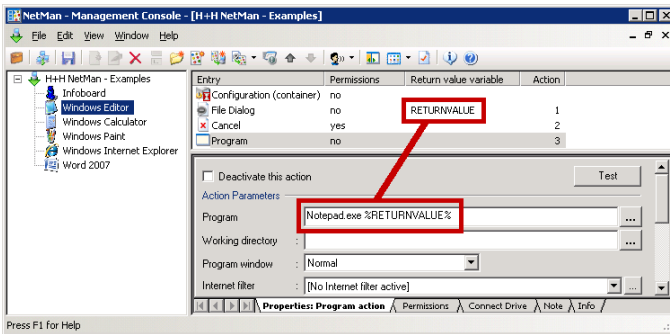 NetMan - Management Console - [H+H NetMan - Examples]
File Edit View Window Help
H+H NetMan - Examples
Infoboard
Windows Editor
Windows Calculator
Windows Paint
Windows Internet Explorer
Word 2007
Entry Permissions Return value variable Action
Configuration (container) no
File Dialog no RETURNVALUE 1
Cancel yes 2
Program no 3
Deactivate this action Test
Action Parameters
Program Notepad.exe %RETURNVALUE% ...
Working directory : ...
Program window : Normal
Internet filter : [No Internet filter active] ...
Properties: Program action Permissions Connect Drive Note Info
Press F1 for Help